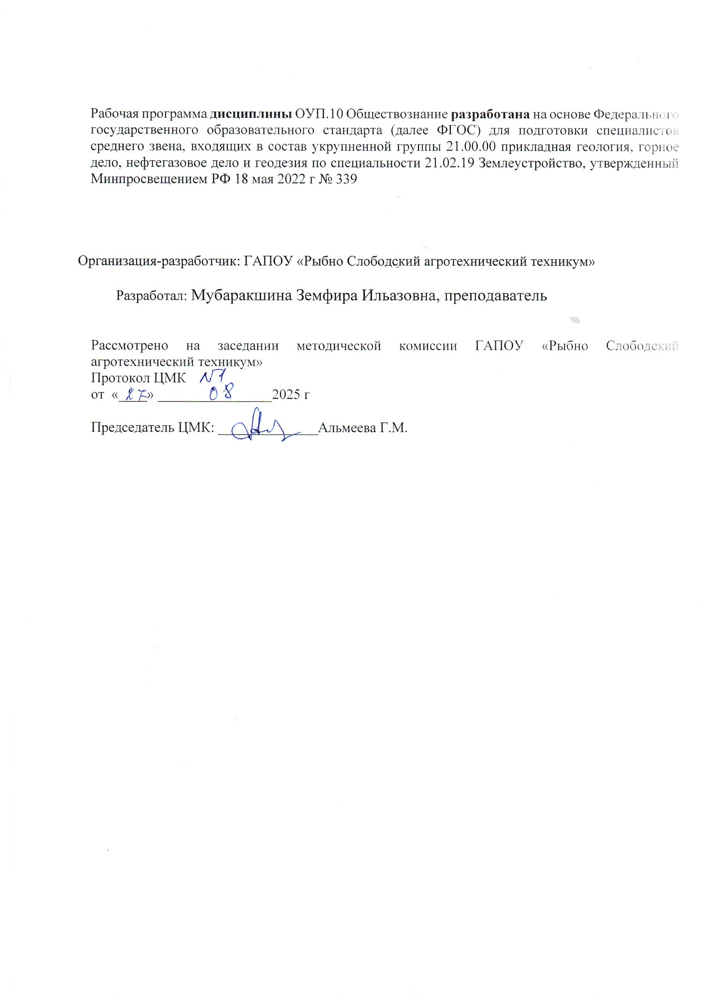 Рабочая программа дисциплины ОУП.10 Обществознание разработана на основе Федерального
государственного образовательного стандарта (далее ФГОС) для подготовки специалистов
среднего звена, входящих в состав укрупненной группы 21.00.00 прикладная геология, горное
дело, нефтегазовое дело и геодезия по специальности 21.02.19 Землеустройство, утвержденный
Минпросвещением РФ 18 мая 2022 г № 339
Организация-разработчик: ГАПОУ «Рыбно Слободский агротехнический техникум»
Разработал: Мубаракшина Земфира Ильазовна, преподаватель
Рассмотрено на заседании методической комиссии ГАПОУ «Рыбно Слободский
агротехнический техникум»
Протокол ЦМК №1
от «27» 08 2025 г
Председатель ЦМК: Альмеева Г.М.